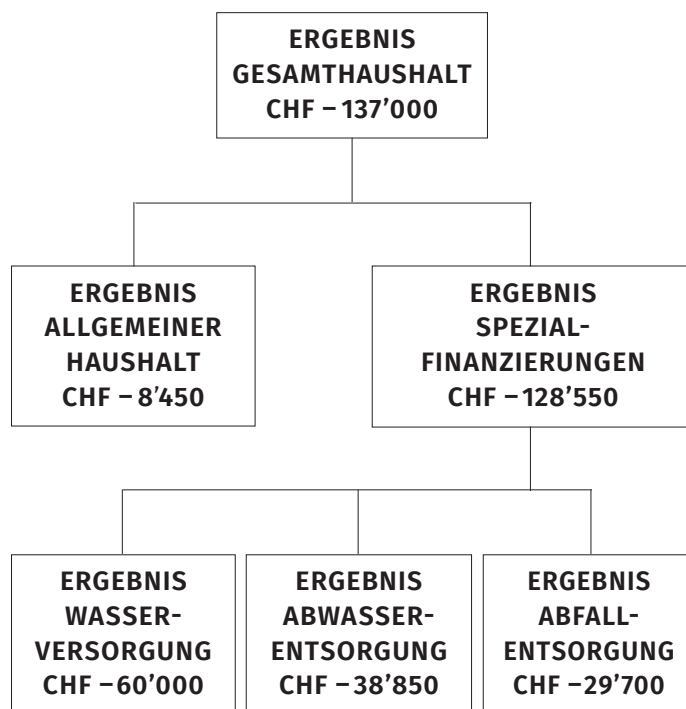 ERGEBNIS
GESAMTHAUSHALT
CHF – 137’000
ERGEBNIS
ALLGEMEINER
HAUSHALT
CHF – 8’450
ERGEBNIS
SPEZIAL-
FINANZIERUNGEN
CHF – 128’550
ERGEBNIS
WASSER-
VERSORGUNG
CHF – 60’000
ERGEBNIS
ABWASSER-
ENTSORGUNG
CHF – 38’850
ERGEBNIS
ABFALL-
ENTSORGUNG
CHF – 29’700